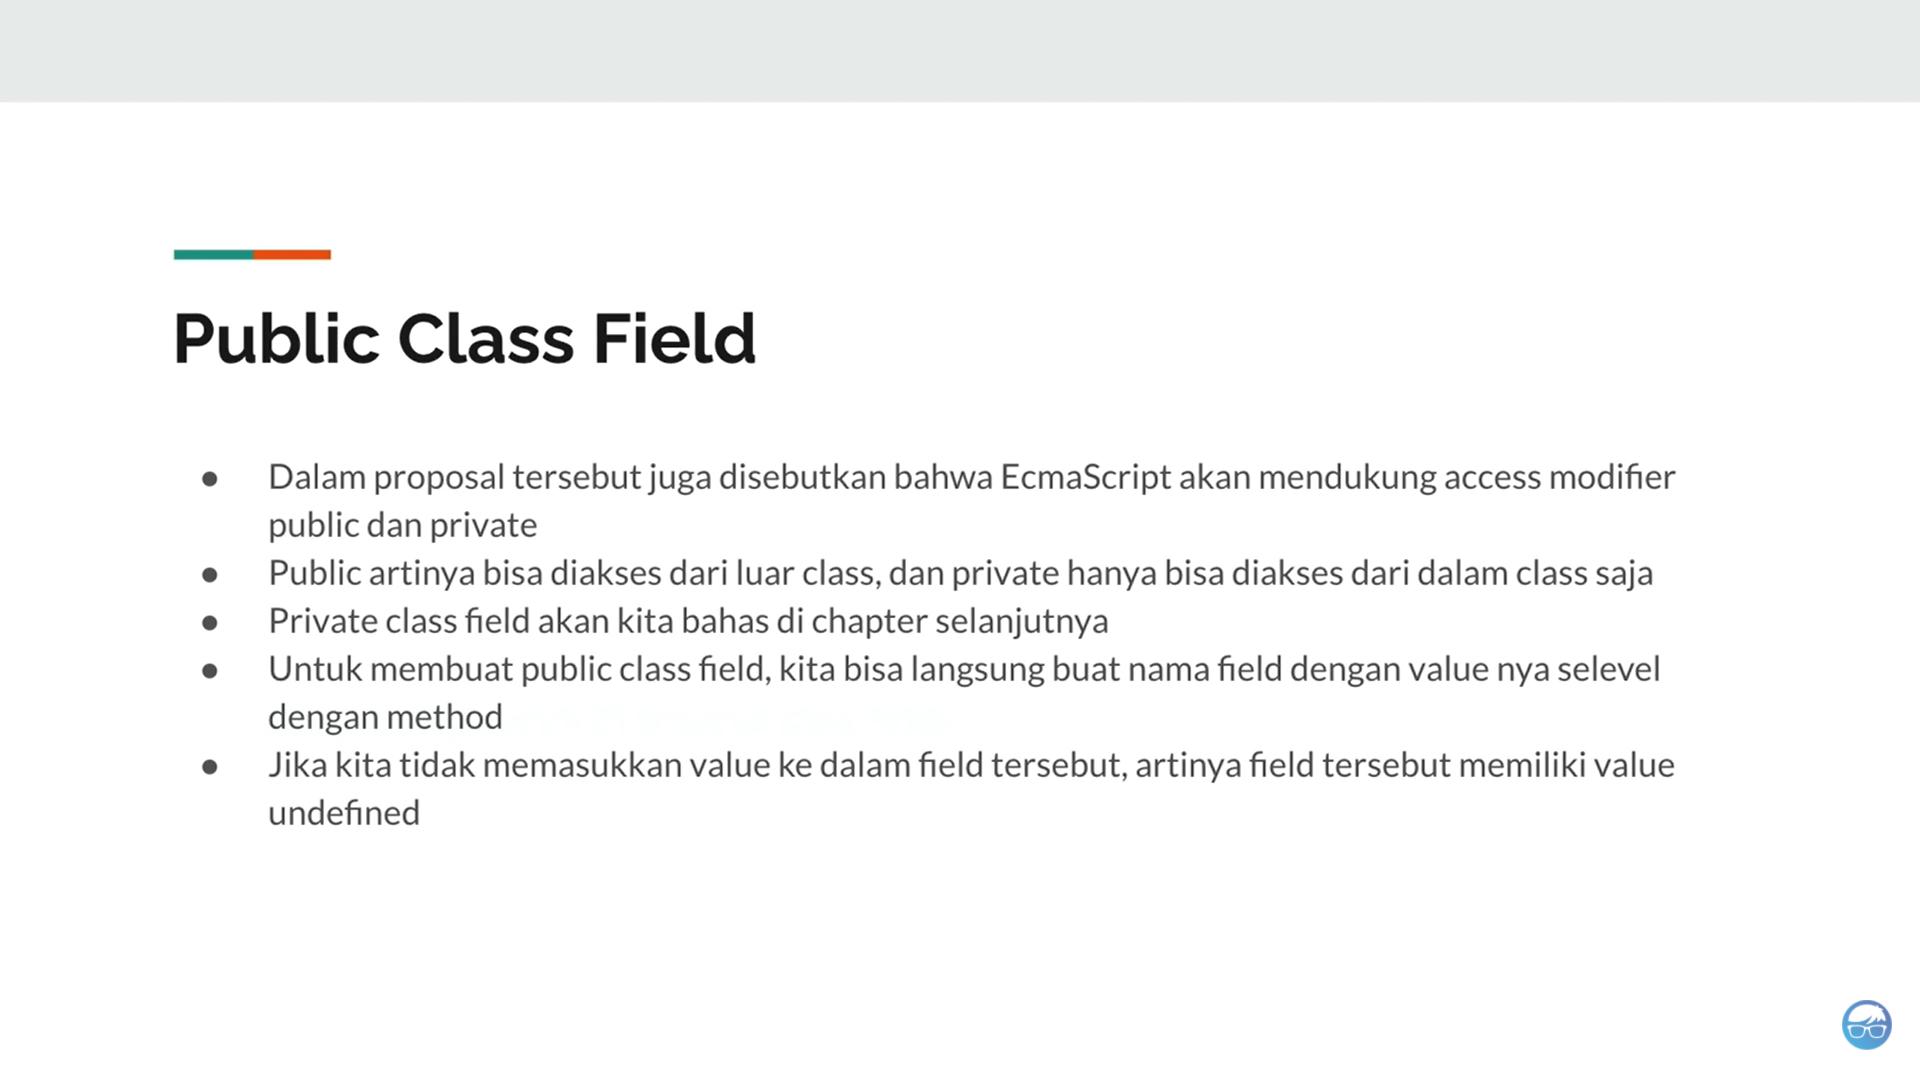 Public Class Field
● Dalam proposal tersebut juga disebutkan bahwa EcmaScript akan mendukung access modifier
public dan private
● Public artinya bisa diakses dari luar class, dan private hanya bisa diakses dari dalam class saja
● Private class field akan kita bahas di chapter selanjutnya
● Untuk membuat public class field, kita bisa langsung buat nama field dengan value nya selevel
dengan method
● Jika kita tidak memasukkan value ke dalam field tersebut, artinya field tersebut memiliki value
undefined